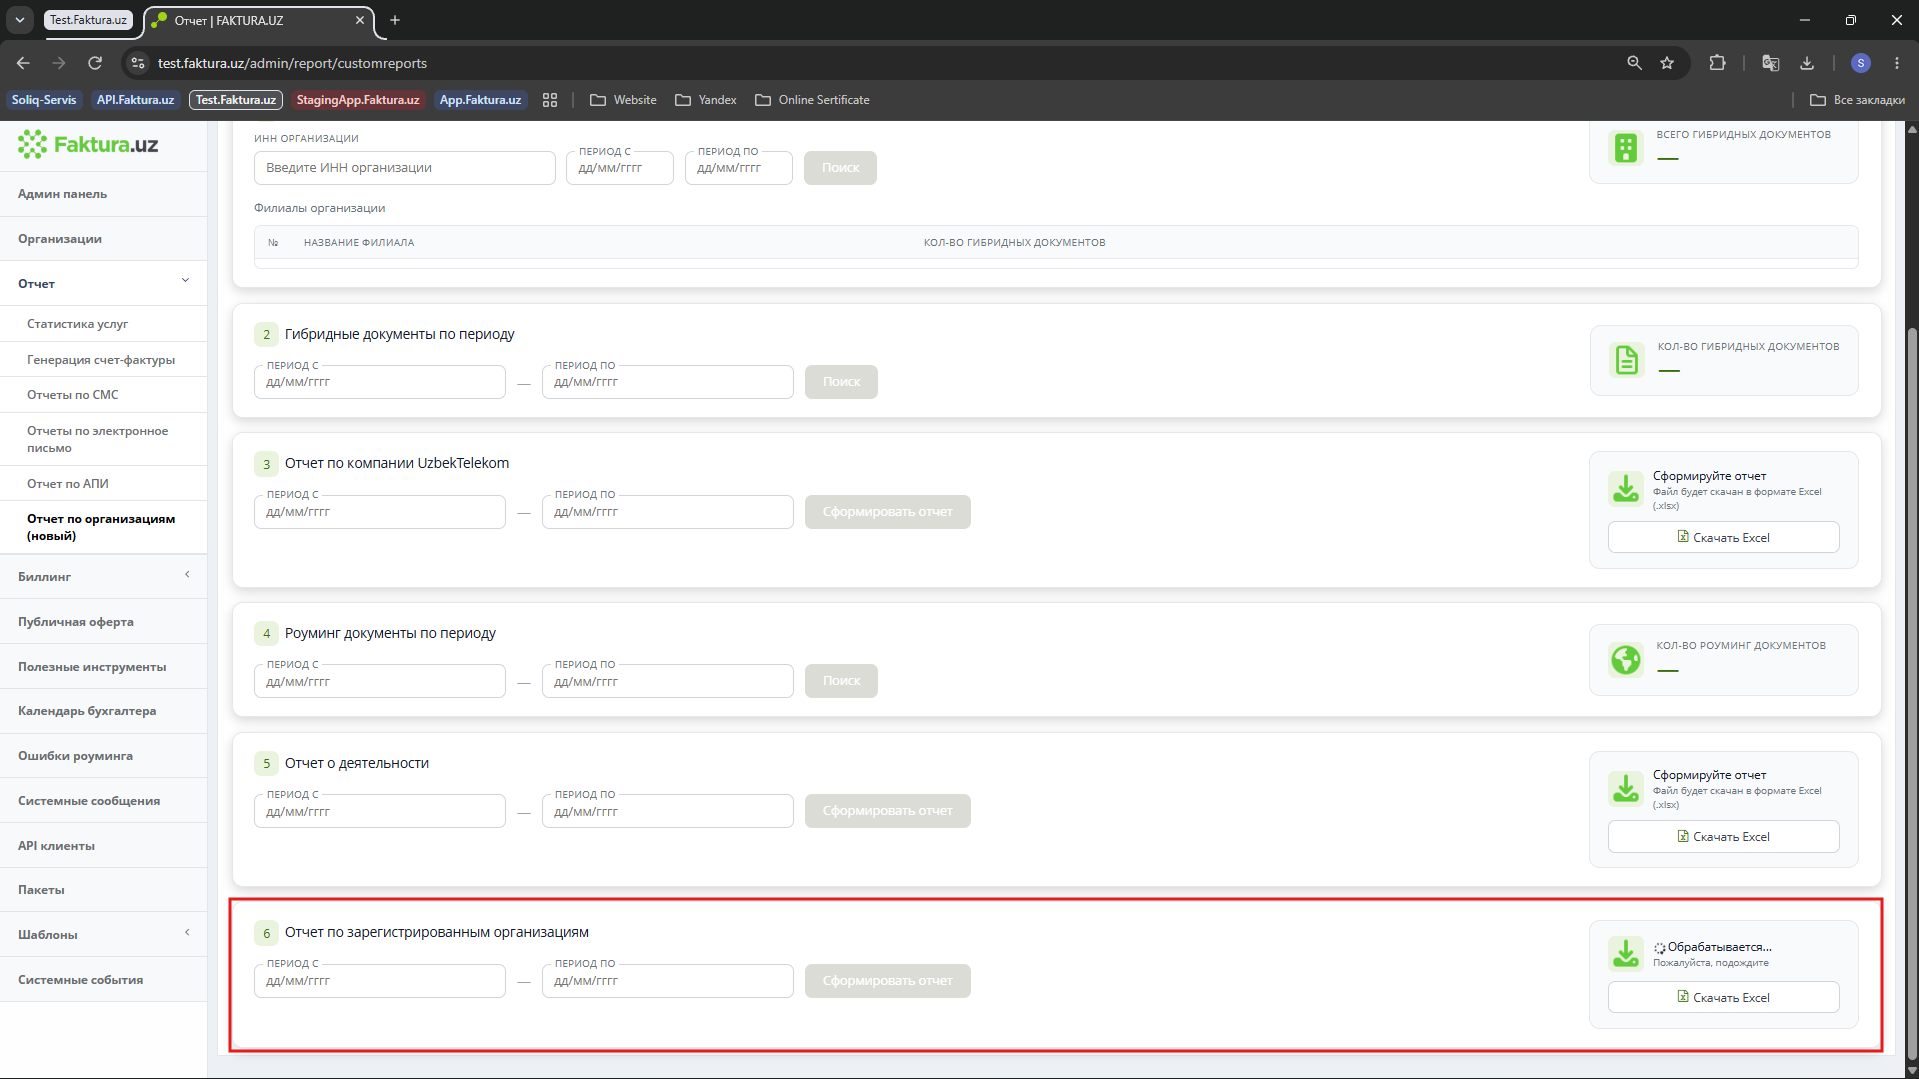 Test.Faktura.uz
Отчет | FAKTURA.UZ
test.faktura.uz/admin/report/customreports
S
Soliq-Servis
API.Faktura.uz
Test.Faktura.uz
StagingApp.Faktura.uz
App.Faktura.uz
Website
Yandex
Online Sertificate
Все закладки
Faktura.uz
Админ панель
Организации
Отчет
Статистика услуг
Генерация счет-фактуры
Отчеты по СМС
Отчеты по электронное
письмо
Отчет по АПИ
Отчет по организациям
(новый)
Биллинг
Публичная оферта
Полезные инструменты
Календарь бухгалтера
Ошибки роуминга
Системные сообщения
API клиенты
Пакеты
Шаблоны
Системные события
ИНН ОРГАНИЗАЦИИ
Введите ИНН организации
ПЕРИОД С
дд/мм/гггг
ПЕРИОД ПО
дд/мм/гггг
Поиск
ВСЕГО ГИБРИДНЫХ ДОКУМЕНТОВ
—
Филиалы организации
№ НАЗВАНИЕ ФИЛИАЛА КОЛ-ВО ГИБРИДНЫХ ДОКУМЕНТОВ
2 Гибридные документы по периоду
ПЕРИОД С
дд/мм/гггг
—
ПЕРИОД ПО
дд/мм/гггг
Поиск
КОЛ-ВО ГИБРИДНЫХ ДОКУМЕНТОВ
—
3 Отчет по компании UzbekTelekom
ПЕРИОД С
дд/мм/гггг
—
ПЕРИОД ПО
дд/мм/гггг
Сформировать отчет
Сформируйте отчет
Файл будет скачан в формате Excel
(.xlsx)
Скачать Excel
4 Роуминг документы по периоду
ПЕРИОД С
дд/мм/гггг
—
ПЕРИОД ПО
дд/мм/гггг
Поиск
КОЛ-ВО РОУМИНГ ДОКУМЕНТОВ
—
5 Отчет о деятельности
ПЕРИОД С
дд/мм/гггг
—
ПЕРИОД ПО
дд/мм/гггг
Сформировать отчет
Сформируйте отчет
Файл будет скачан в формате Excel
(.xlsx)
Скачать Excel
6 Отчет по зарегистрированным организациям
ПЕРИОД С
дд/мм/гггг
—
ПЕРИОД ПО
дд/мм/гггг
Сформировать отчет
Обрабатывается...
Пожалуйста, подождите
Скачать Excel